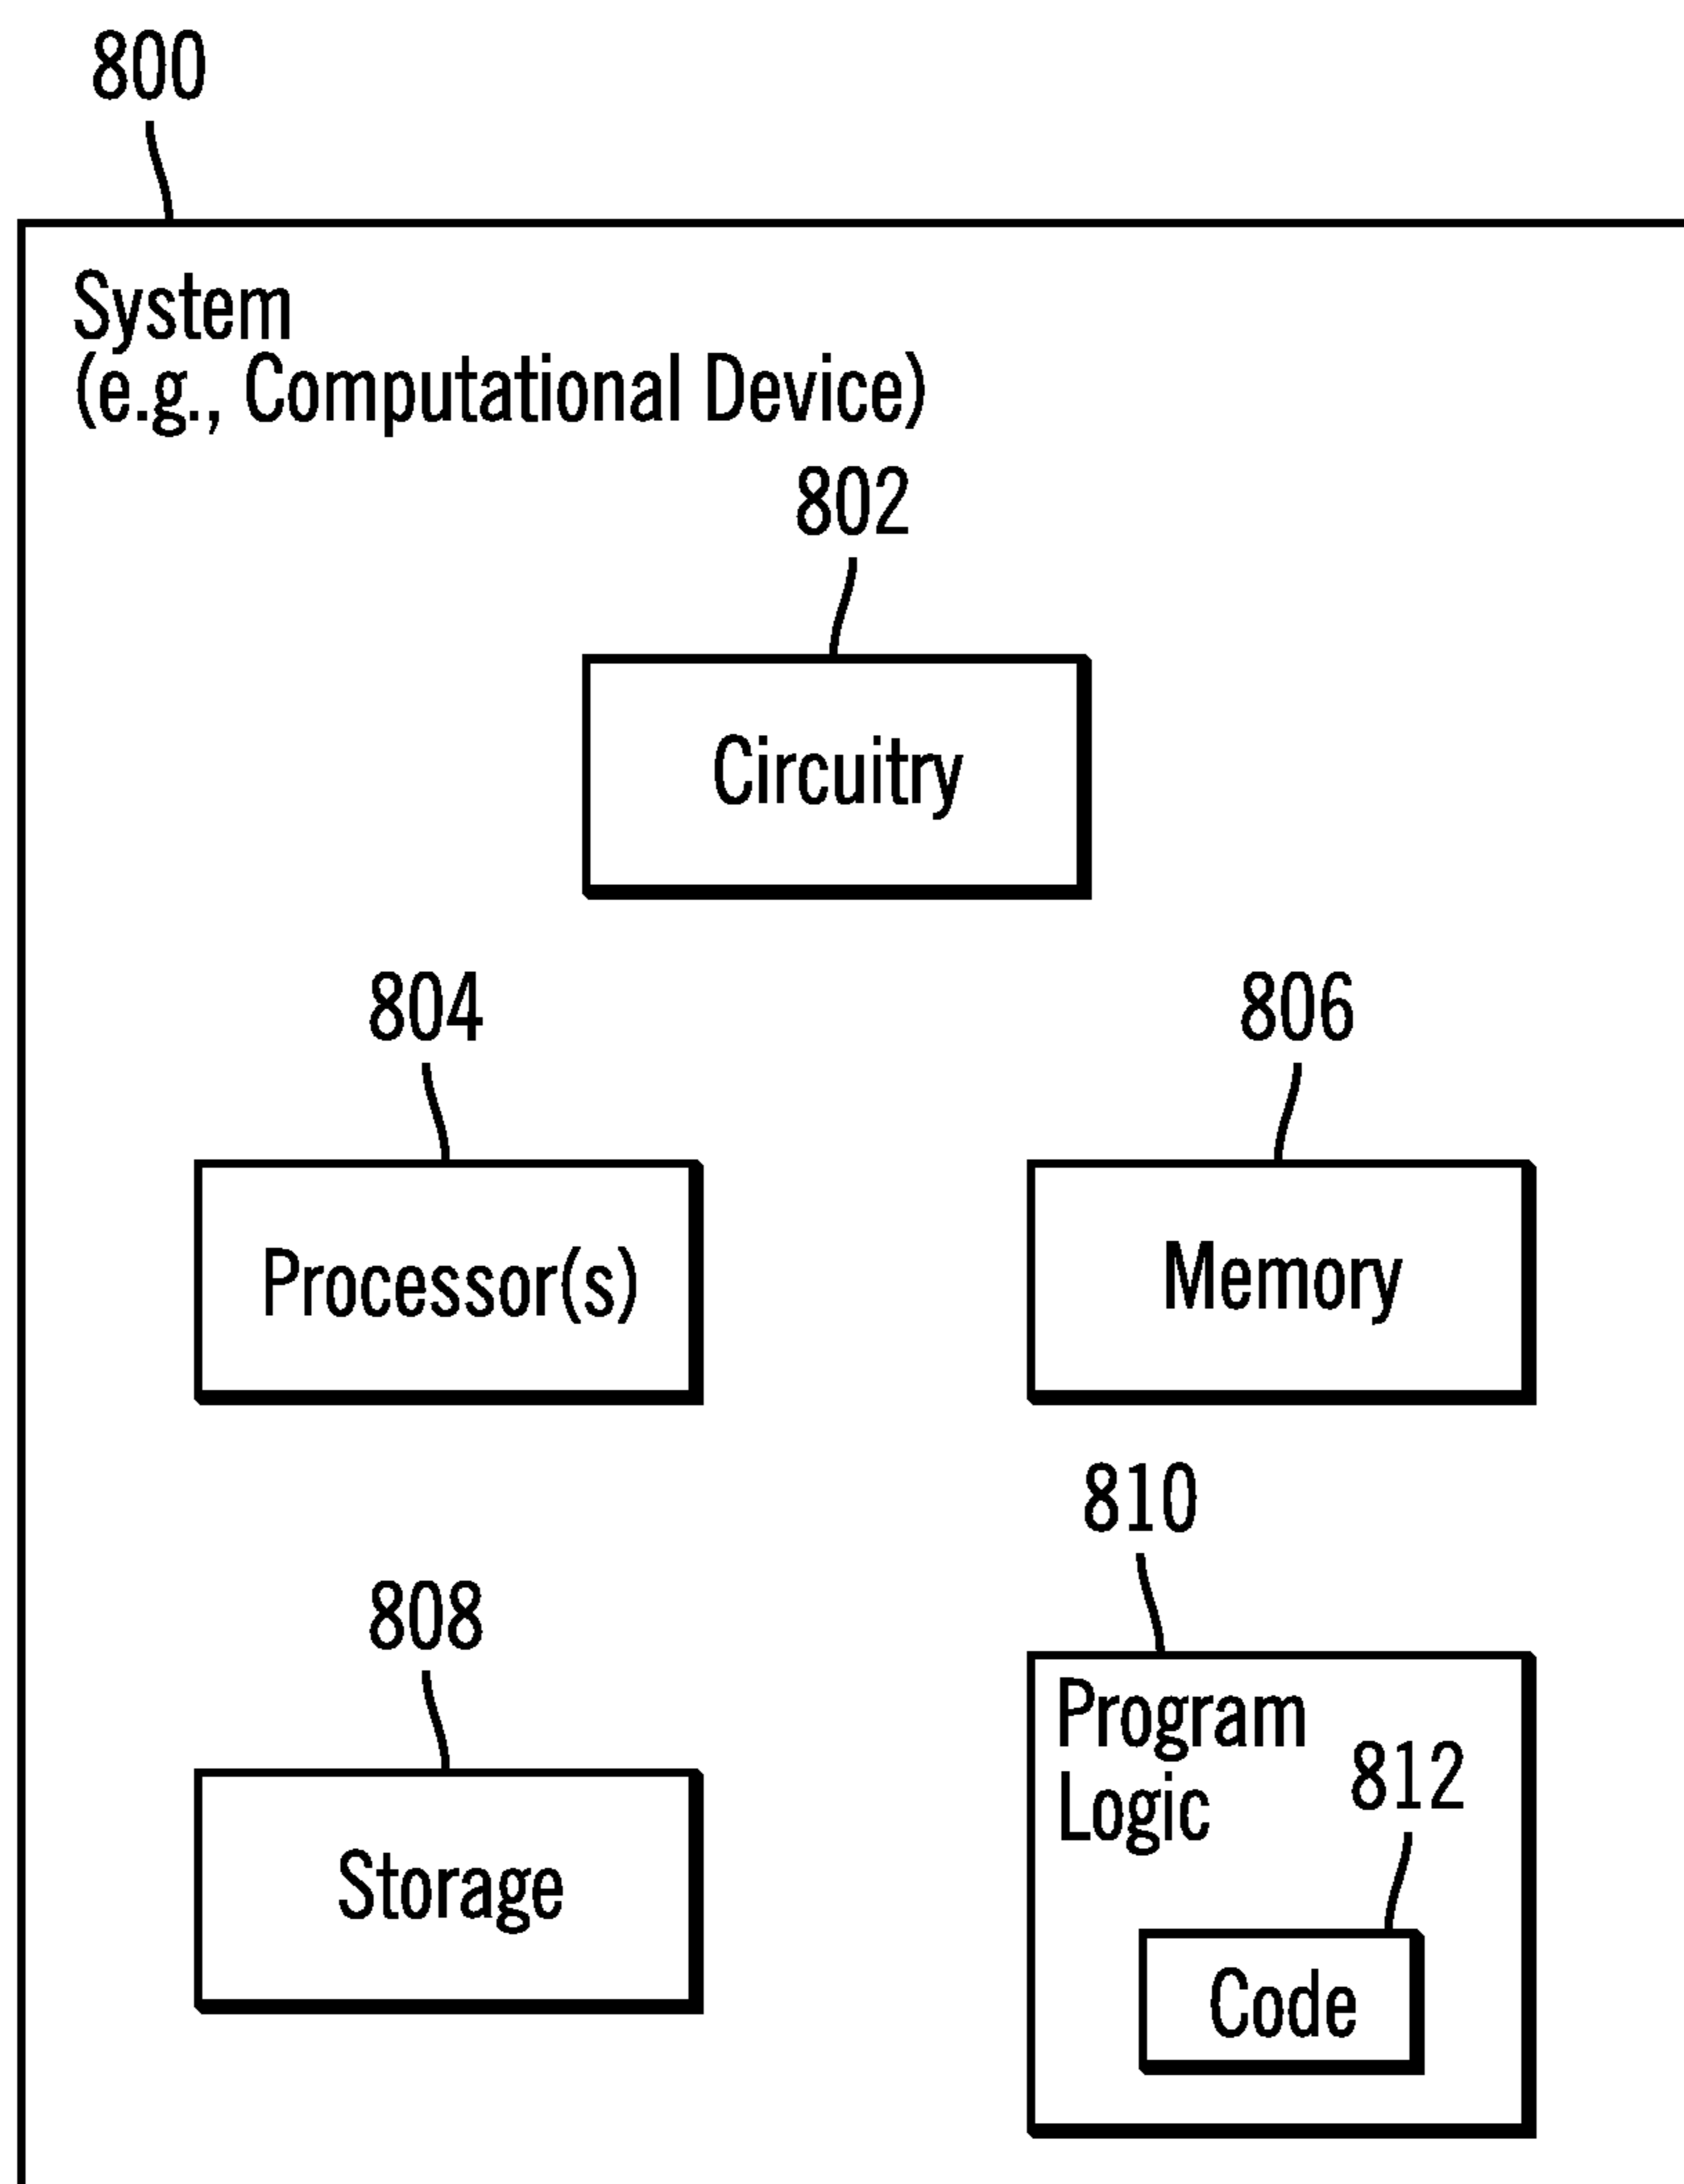 800
System
(e.g., Computational Device)
802
Circuitry
804
806
Processor(s)
Memory
810
808
Program
Logic
812
Storage
Code